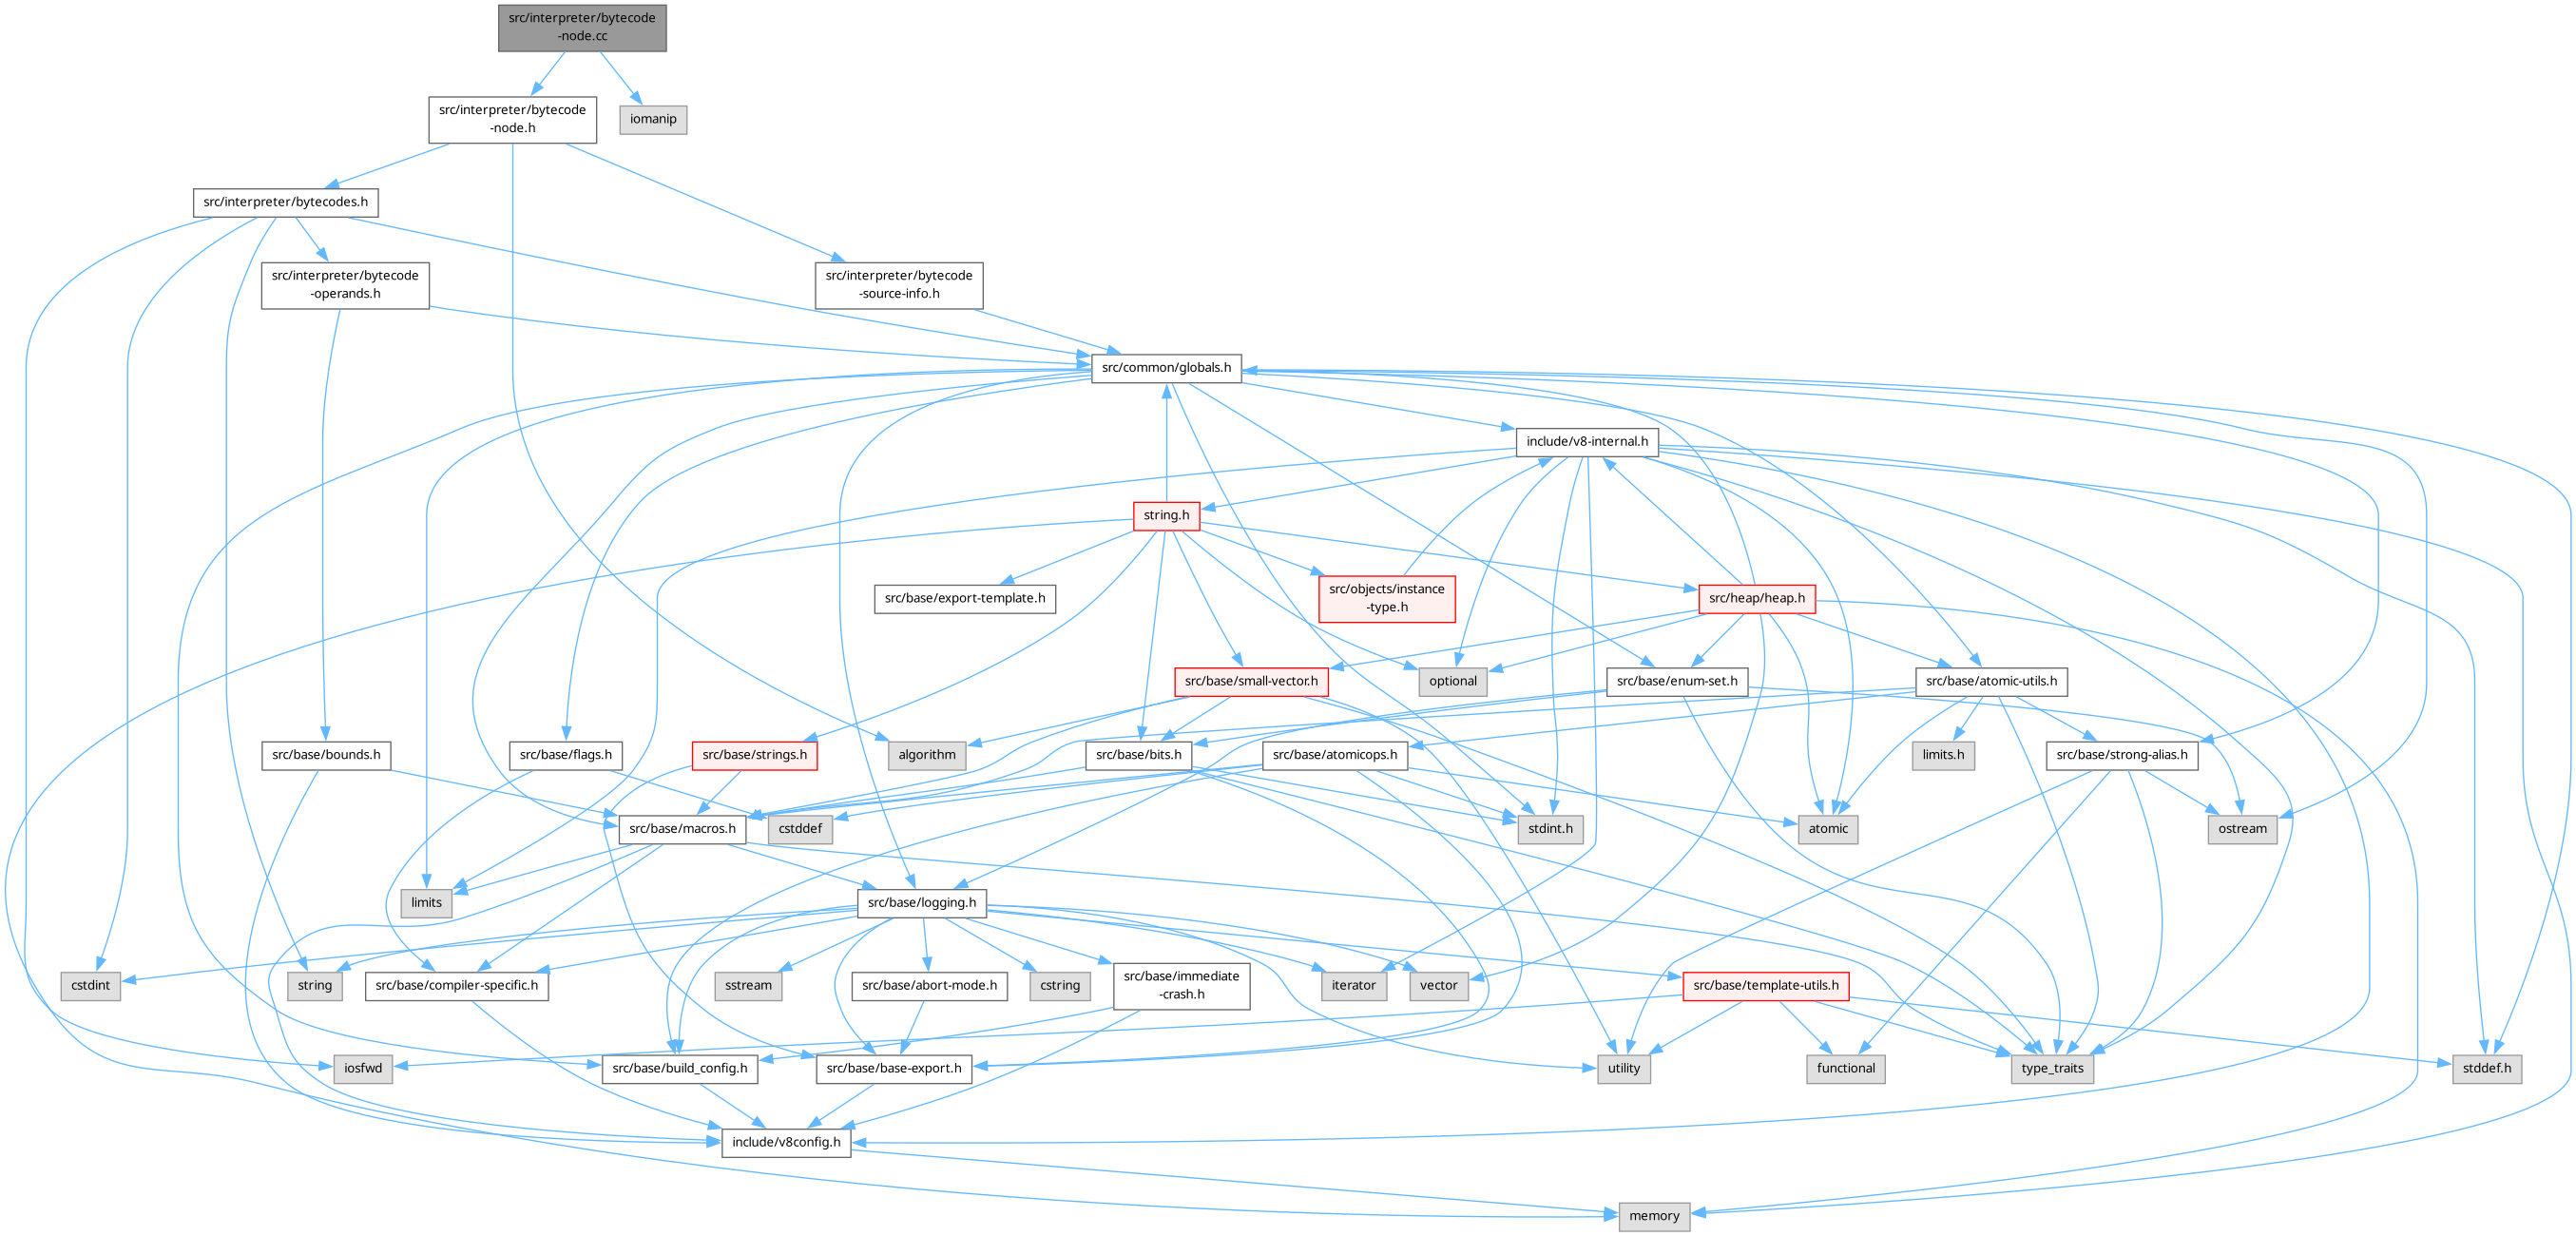 src/interpreter/bytecode
-node.cc
src/interpreter/bytecode
-node.h
iomanip
src/interpreter/bytecodes.h
src/interpreter/bytecode
-operands.h
src/interpreter/bytecode
-source-info.h
src/common/globals.h
include/v8-internal.h
string.h
src/base/export-template.h
src/objects/instance
-type.h
src/heap/heap.h
src/base/small-vector.h
optional
src/base/enum-set.h
src/base/atomic-utils.h
src/base/bounds.h
src/base/flags.h
src/base/strings.h
algorithm
src/base/bits.h
src/base/atomicops.h
limits.h
src/base/strong-alias.h
src/base/macros.h
cstddef
stdint.h
atomic
ostream
limits
src/base/logging.h
cstdint
string
src/base/compiler-specific.h
sstream
src/base/abort-mode.h
cstring
src/base/immediate
-crash.h
iterator
vector
src/base/template-utils.h
iosfwd
src/base/build_config.h
src/base/base-export.h
utility
functional
type_traits
stddef.h
include/v8config.h
memory